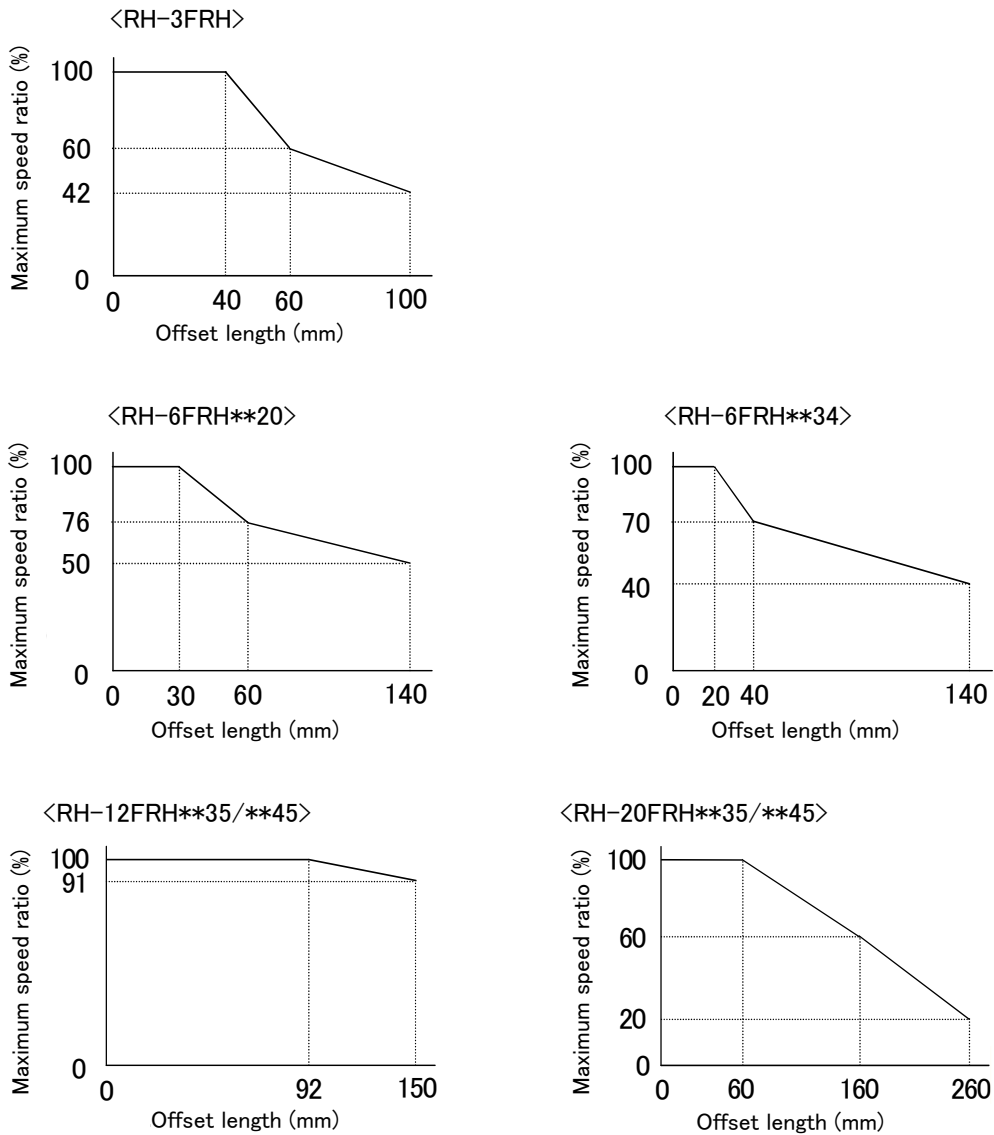 <RH-3FRH>
Maximum speed ratio (%)
100
60
42
0
0 40 60 100
Offset length (mm)
<RH-6FRH**20>
Maximum speed ratio (%)
100
76
50
0
0 30 60 140
Offset length (mm)
<RH-6FRH**34>
Maximum speed ratio (%)
100
70
40
0
0 20 40 140
Offset length (mm)
<RH-12FRH**35/**45>
Maximum speed ratio (%)
100
91
0
0 92 150
Offset length (mm)
<RH-20FRH**35/**45>
Maximum speed ratio (%)
100
60
20
0
0 60 160 260
Offset length (mm)